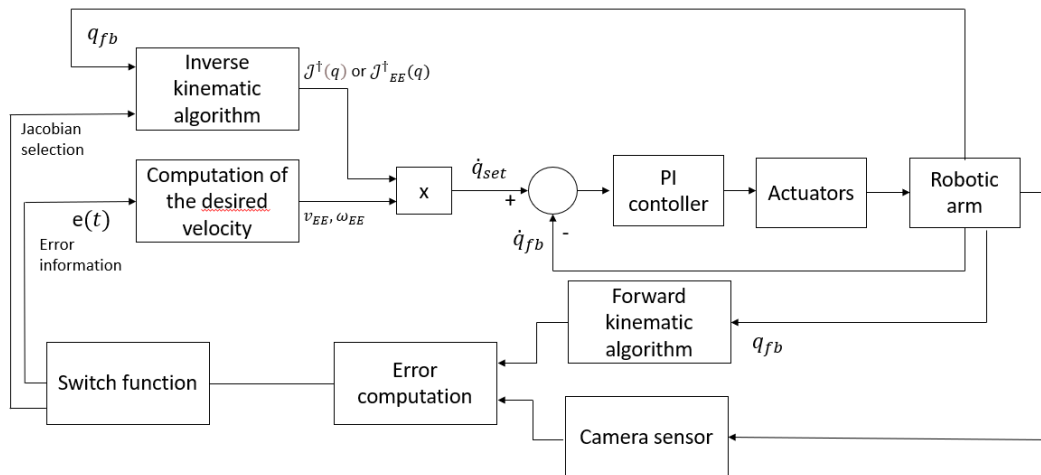 q_fb
Inverse
kinematic
algorithm
𝒥†(q) or 𝒥†_EE(q)
Jacobian
selection
Computation of
the desired
velocity
e(t)
Error
information
v_EE, ω_EE
x
q̇_set
+
q̇_fb
-
PI
contoller
Actuators
Robotic
arm
Forward
kinematic
algorithm
q_fb
Switch function
Error
computation
Camera sensor